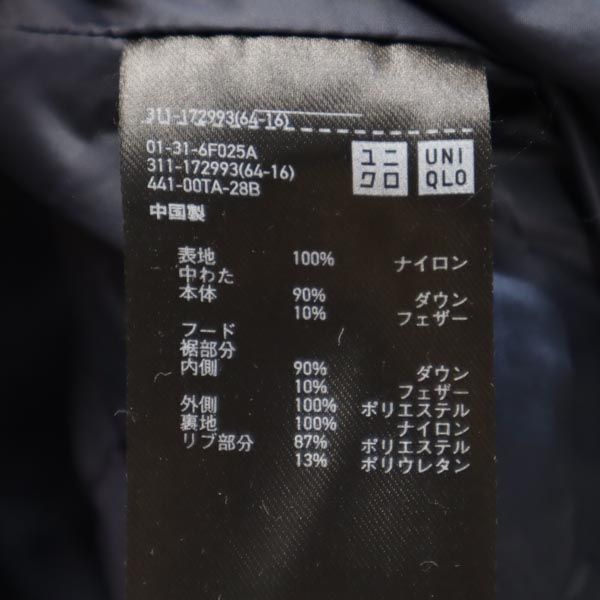 311-172993(64-16)
01-31-6F025A
311-172993(64-16)
441-00TA-28B
中国製
ユニ
クロ
UNI
QLO
表地 100% ナイロン
中わた
本体 90% ダウン
10% フェザー
フード
裾部分
内側 90% ダウン
10% フェザー
外側 100% ポリエステル
裏地 100% ナイロン
リブ部分 87% ポリエステル
13% ポリウレタン